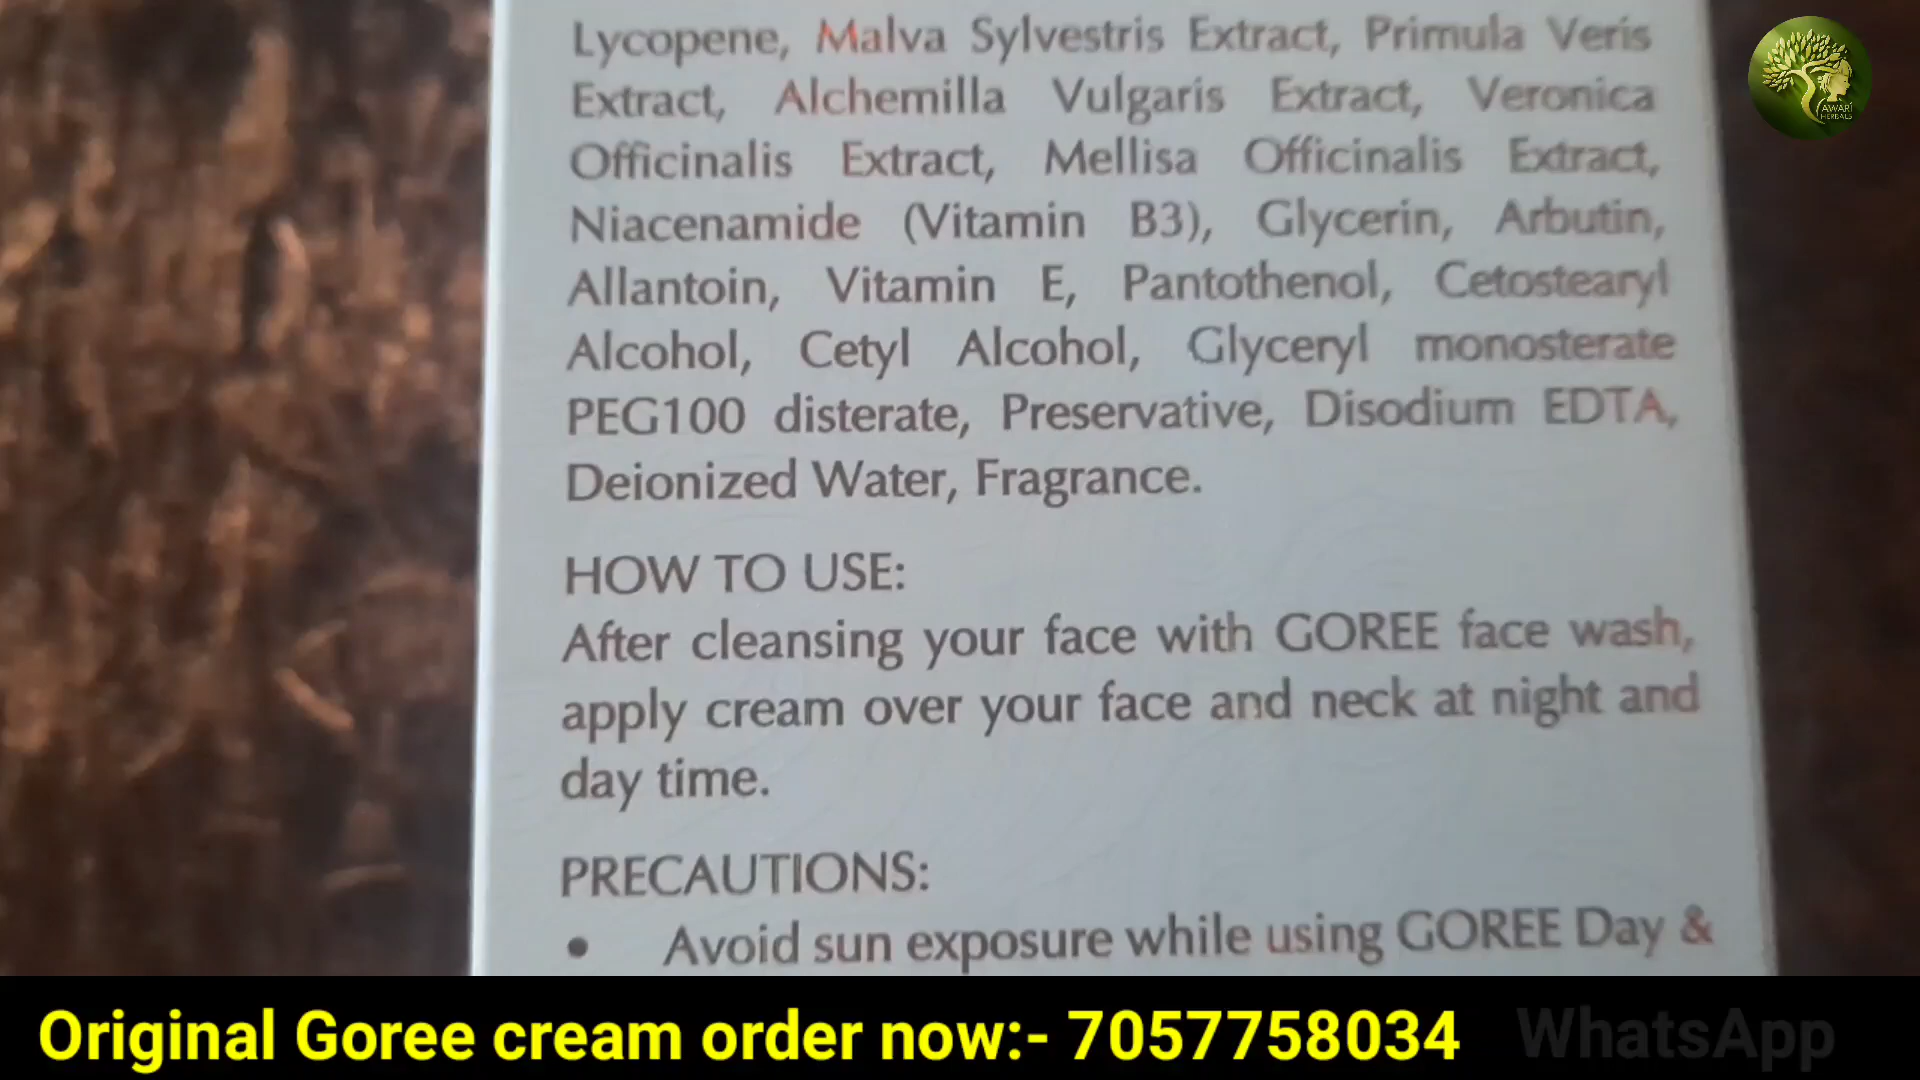 Lycopene, Malva Sylvestris Extract, Primula Veris
Extract, Alchemilla Vulgaris Extract, Veronica
Officinalis Extract, Mellisa Officinalis Extract,
Niacenamide (Vitamin B3), Glycerin, Arbutin,
Allantoin, Vitamin E, Pantothenol, Cetostearyl
Alcohol, Cetyl Alcohol, Glyceryl monosterate
PEG100 disterate, Preservative, Disodium EDTA,
Deionized Water, Fragrance.
HOW TO USE:
After cleansing your face with GOREE face wash,
apply cream over your face and neck at night and
day time.
PRECAUTIONS:
• Avoid sun exposure while using GOREE Day &
AWARI
HERBALS
Original Goree cream order now:- 7057758034 WhatsApp